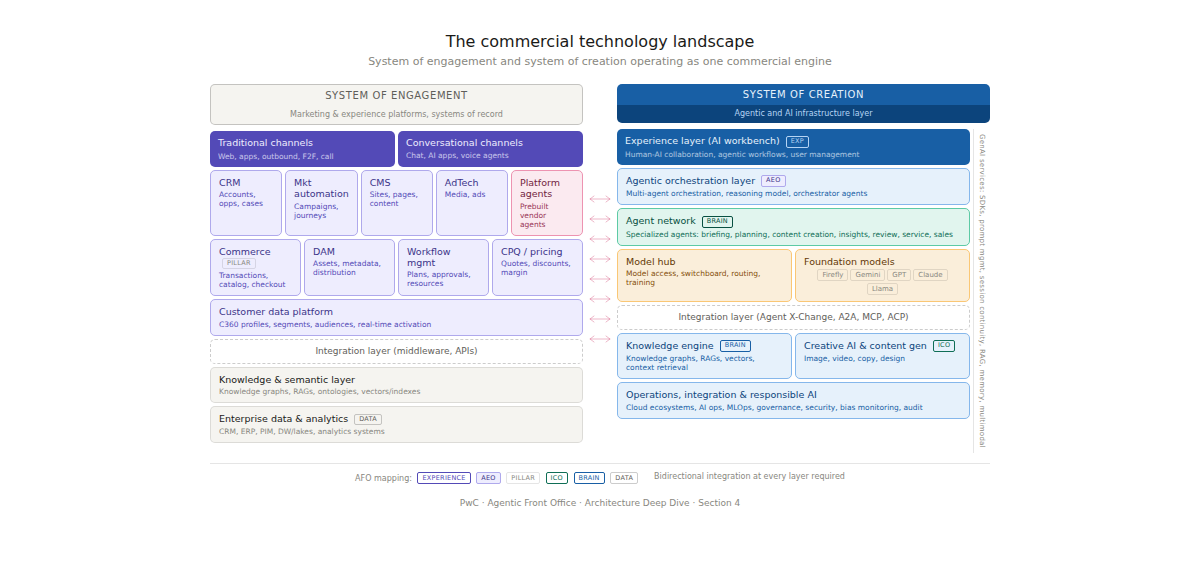 The commercial technology landscape
System of engagement and system of creation operating as one commercial engine
SYSTEM OF ENGAGEMENT
Marketing & experience platforms, systems of record
Traditional channels
Web, apps, outbound, F2F, call
Conversational channels
Chat, AI apps, voice agents
CRM
Accounts,
opps, cases
Mkt
automation
Campaigns,
journeys
CMS
Sites, pages,
content
AdTech
Media, ads
Platform
agents
Prebuilt
vendor
agents
Commerce
PILLAR
Transactions,
catalog, checkout
DAM
Assets, metadata,
distribution
Workflow
mgmt
Plans, approvals,
resources
CPQ / pricing
Quotes, discounts,
margin
Customer data platform
C360 profiles, segments, audiences, real-time activation
Integration layer (middleware, APIs)
Knowledge & semantic layer
Knowledge graphs, RAGs, ontologies, vectors/indexes
Enterprise data & analytics DATA
CRM, ERP, PIM, DW/lakes, analytics systems
SYSTEM OF CREATION
Agentic and AI infrastructure layer
Experience layer (AI workbench) EXP
Human-AI collaboration, agentic workflows, user management
Agentic orchestration layer AEO
Multi-agent orchestration, reasoning model, orchestrator agents
Agent network BRAIN
Specialized agents: briefing, planning, content creation, insights, review, service, sales
Model hub
Model access, switchboard, routing,
training
Foundation models
Firefly Gemini GPT Claude
Llama
Integration layer (Agent X-Change, A2A, MCP, ACP)
Knowledge engine BRAIN
Knowledge graphs, RAGs, vectors,
context retrieval
Creative AI & content gen ICO
Image, video, copy, design
Operations, integration & responsible AI
Cloud ecosystems, AI ops, MLOps, governance, security, bias monitoring, audit
GenAI services: SDKs, prompt mgmt, session continuity, RAG, memory, multimodal
AFO mapping: EXPERIENCE AEO PILLAR ICO BRAIN DATA Bidirectional integration at every layer required
PwC · Agentic Front Office · Architecture Deep Dive · Section 4